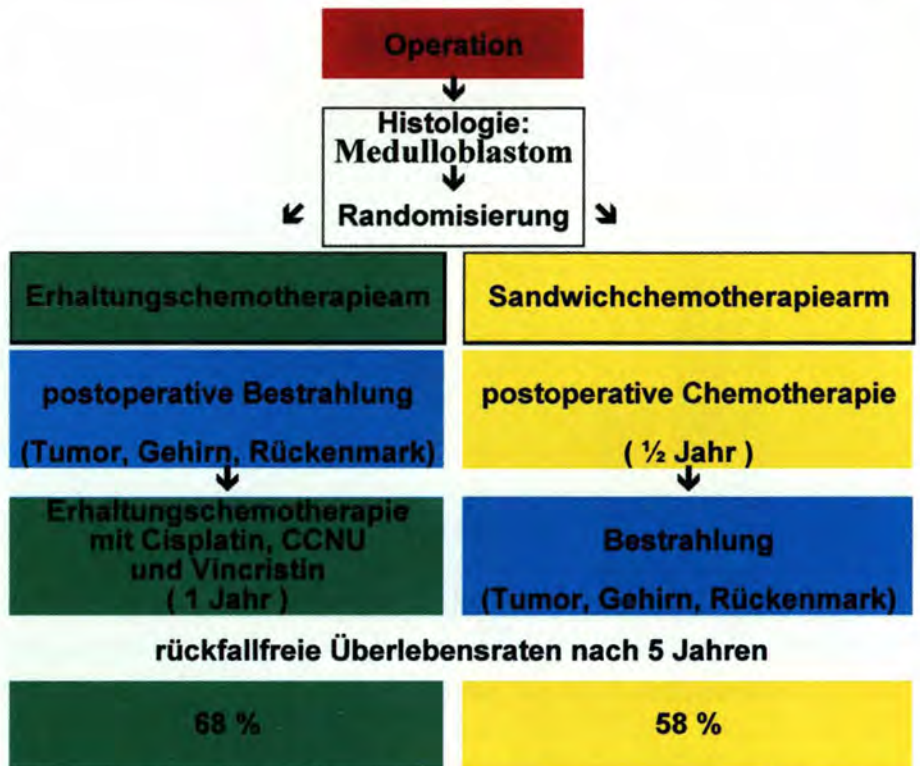 Operation
Histologie:
Medulloblastom
Randomisierung
Erhaltungschemotherapieam
Sandwichchemotherapiearm
postoperative Bestrahlung
(Tumor, Gehirn, Rückenmark)
postoperative Chemotherapie
( ½ Jahr )
Erhaltungschemotherapie
mit Cisplatin, CCNU
und Vincristin
( 1 Jahr )
Bestrahlung
(Tumor, Gehirn, Rückenmark)
rückfallfreie Überlebensraten nach 5 Jahren
68 %
58 %